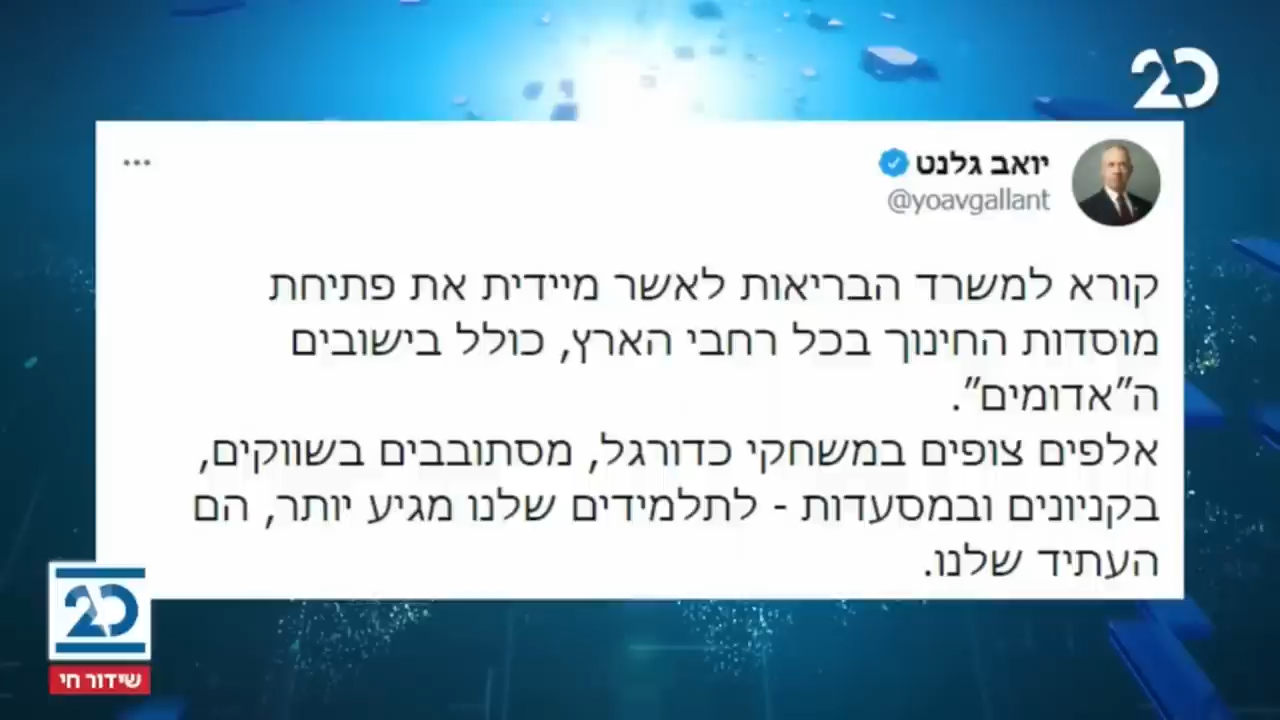 20
יואב גלנט
@yoavgallant
קורא למשרד הבריאות לאשר מיידית את פתיחת
מוסדות החינוך בכל רחבי הארץ, כולל בישובים
ה"אדומים".
אלפים צופים במשחקי כדורגל, מסתובבים בשווקים,
בקניונים ובמסעדות - לתלמידים שלנו מגיע יותר, הם
העתיד שלנו.
20
שידור חי